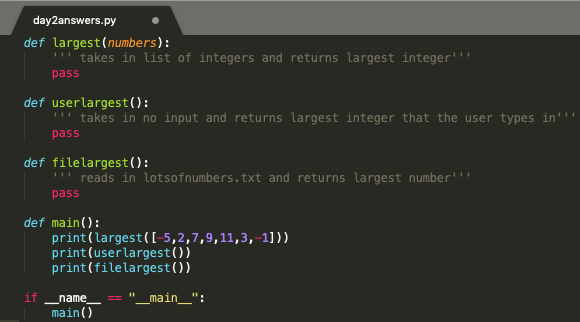 day2answers.py
def largest(numbers):
    ''' takes in list of integers and returns largest integer'''
    pass
def userlargest():
    ''' takes in no input and returns largest integer that the user types in'''
    pass
def filelargest():
    ''' reads in lotsofnumbers.txt and returns largest number'''
    pass
def main():
    print(largest([-5,2,7,9,11,3,-1]))
    print(userlargest())
    print(filelargest())
if __name__ == "__main__":
    main()